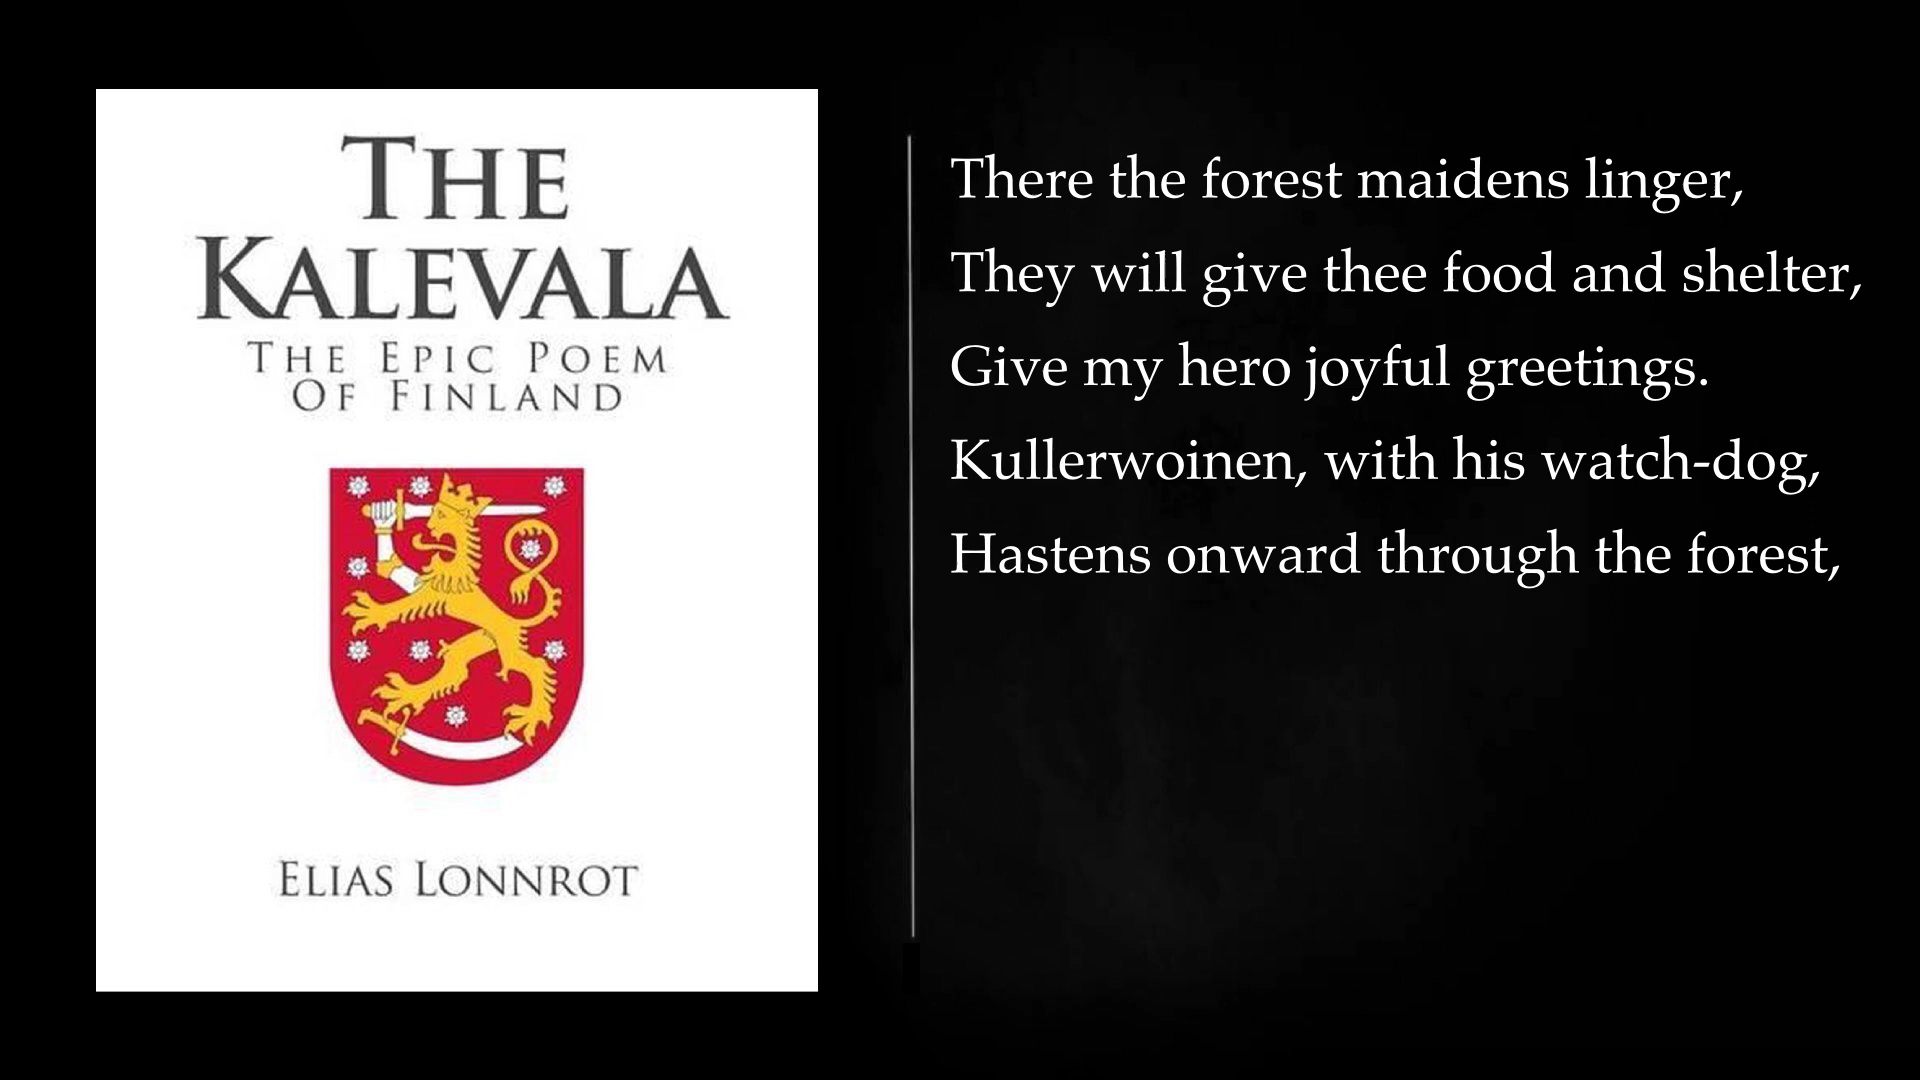 THE
KALEVALA
THE EPIC POEM
OF FINLAND
ELIAS LONNROT
There the forest maidens linger,
They will give thee food and shelter,
Give my hero joyful greetings.
Kullerwoinen, with his watch-dog,
Hastens onward through the forest,